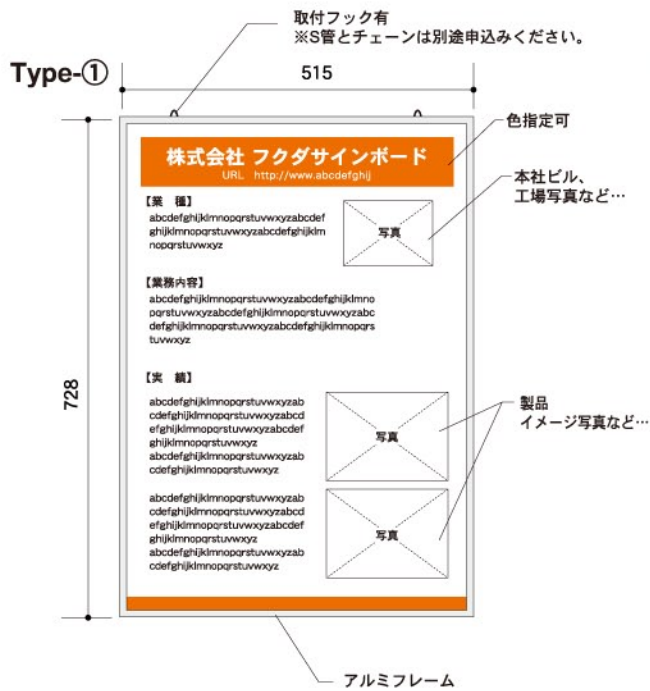 取付フック有
※S管とチェーンは別途申込みください。
Type-①
515
色指定可
株式会社 フクダサインボード
URL http://www.abcdefghij
本社ビル、
工場写真など…
【業　種】
abcdefghijklmnopqrstuvwxyzabcdef
ghijklmnopqrstuvwxyzabcdefghijklm
nopqrstuvwxyz
写真
【業務内容】
abcdefghijklmnopqrstuvwxyzabcdefghijklmno
pqrstuvwxyzabcdefghijklmnopqrstuvwxyzabc
defghijklmnopqrstuvwxyzabcdefghijklmnopqrs
tuvwxyz
728
【実　績】
abcdefghijklmnopqrstuvwxyzab
cdefghijklmnopqrstuvwxyzabcd
efghijklmnopqrstuvwxyzabcdef
ghijklmnopqrstuvwxyz
abcdefghijklmnopqrstuvwxyzab
cdefghijklmnopqrstuvwxyz
写真
製品
イメージ写真など…
abcdefghijklmnopqrstuvwxyzab
cdefghijklmnopqrstuvwxyzabcd
efghijklmnopqrstuvwxyzabcdef
ghijklmnopqrstuvwxyz
abcdefghijklmnopqrstuvwxyzab
cdefghijklmnopqrstuvwxyz
写真
アルミフレーム